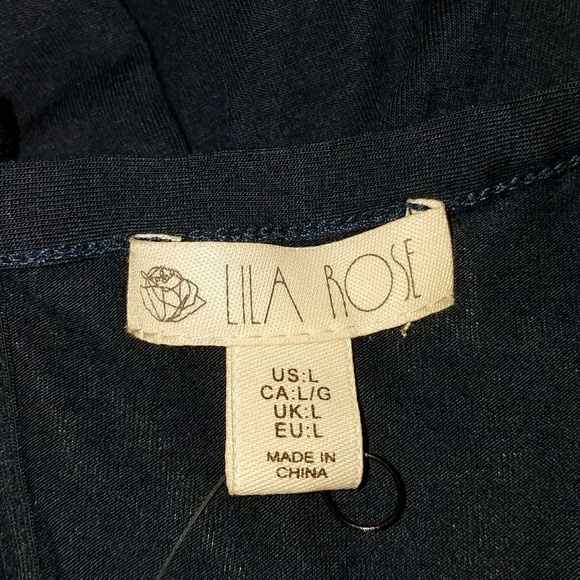 LILA ROSE
US:L
CA:L/G
UK:L
EU:L
MADE IN
CHINA